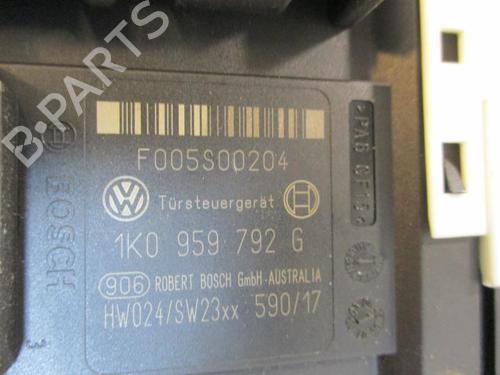 B-PARTS
F005S00204
Türsteuergerät
1K0 959 792 G
906 ROBERT BOSCH GmbH-AUSTRALIA
HW024/SW23xx 590/17
BOSCH